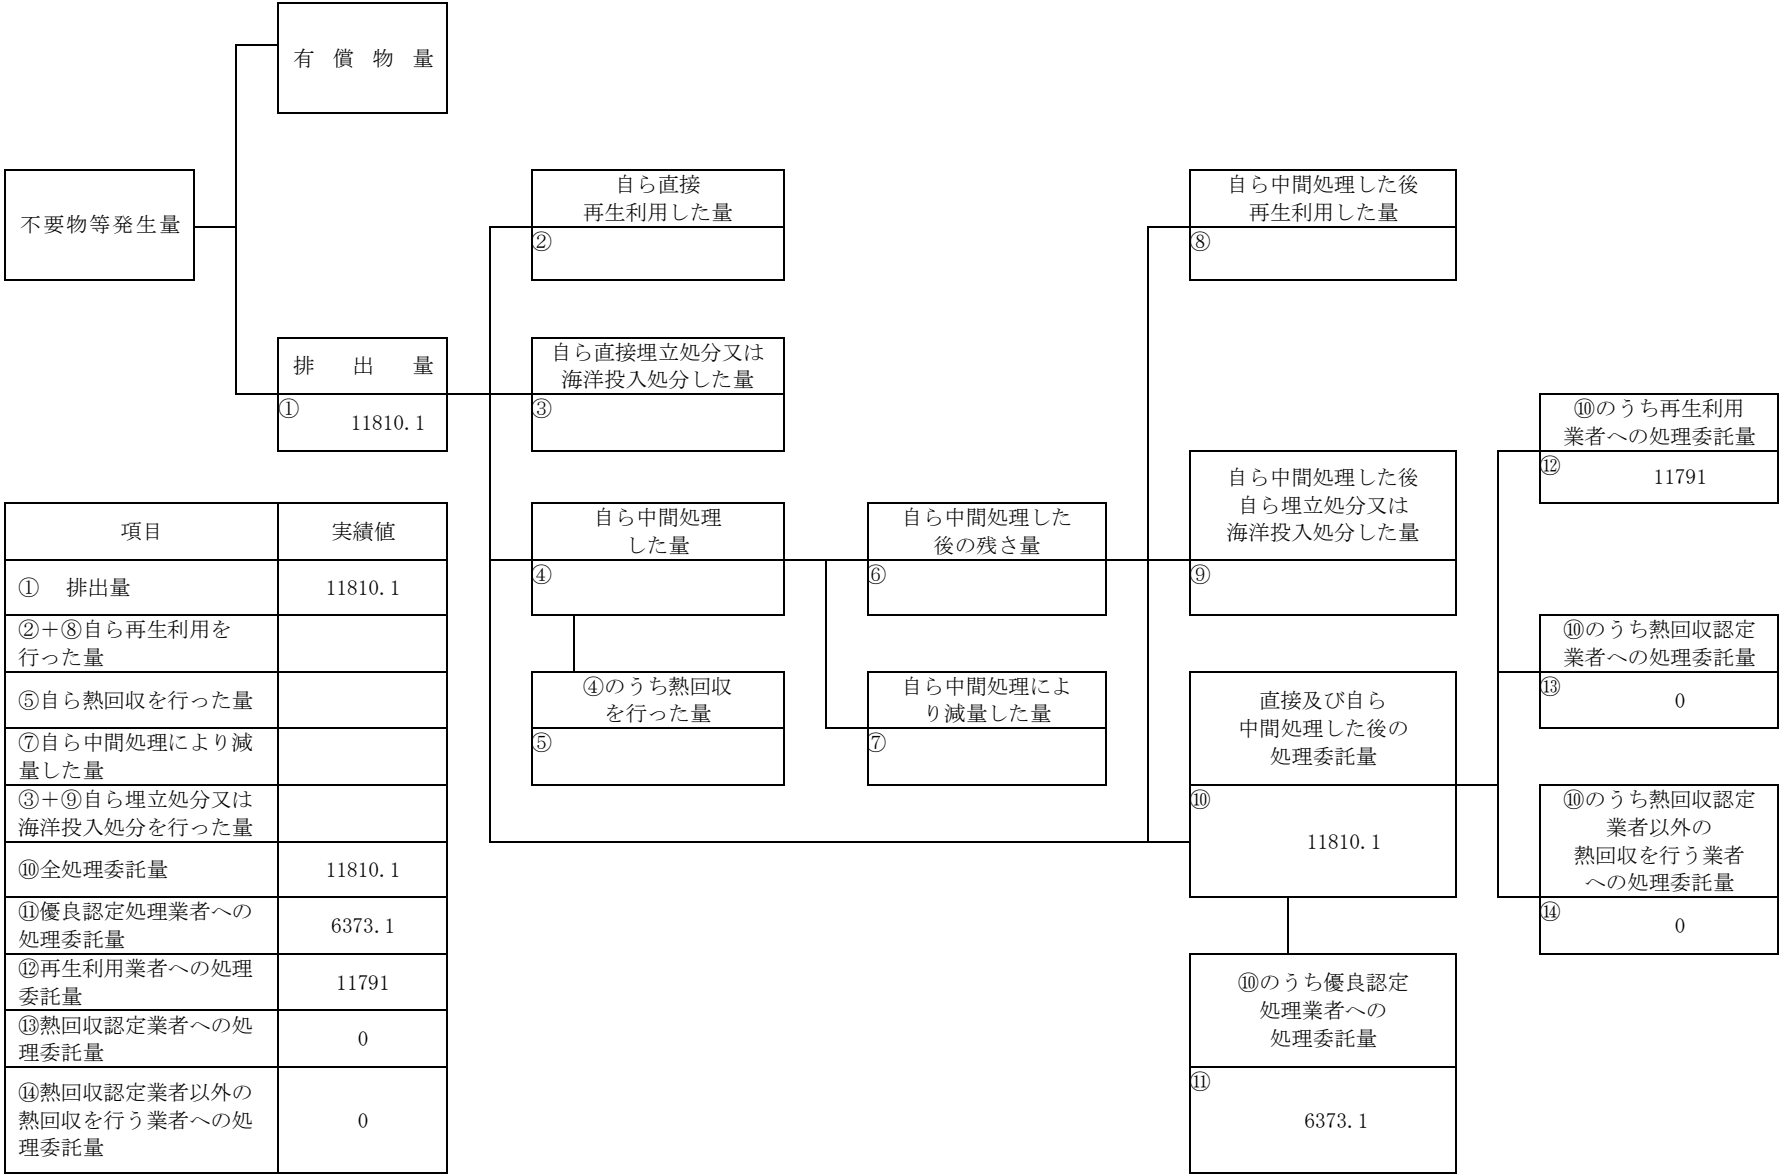 有償物量
不要物等発生量
排出量
①
11810.1
自ら直接
再生利用した量
②
自ら直接埋立処分又は
海洋投入処分した量
③
自ら中間処理
した量
④
④のうち熱回収
を行った量
⑤
自ら中間処理した
後の残さ量
⑥
自ら中間処理によ
り減量した量
⑦
自ら中間処理した後
再生利用した量
⑧
自ら中間処理した後
自ら埋立処分又は
海洋投入処分した量
⑨
直接及び自ら
中間処理した後の
処理委託量
⑩
11810.1
⑩のうち優良認定
処理業者への
処理委託量
⑪
6373.1
⑩のうち再生利用
業者への処理委託量
⑫
11791
⑩のうち熱回収認定
業者への処理委託量
⑬
0
⑩のうち熱回収認定
業者以外の
熱回収を行う業者
への処理委託量
⑭
0
項目 実績値
① 排出量 11810.1
②+⑧自ら再生利用を
行った量
⑤自ら熱回収を行った量
⑦自ら中間処理により減
量した量
③+⑨自ら埋立処分又は
海洋投入処分を行った量
⑩全処理委託量 11810.1
⑪優良認定処理業者への
処理委託量
6373.1
⑫再生利用業者への処理
委託量
11791
⑬熱回収認定業者への処
理委託量
0
⑭熱回収認定業者以外の
熱回収を行う業者への処
理委託量
0